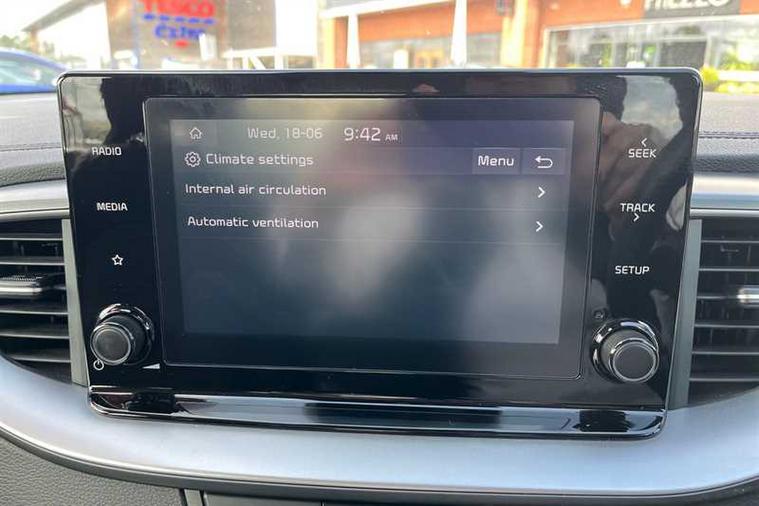 TESCO
extra
mezzo
RADIO
MEDIA
Wed, 18-06 9:42 AM
Climate settings Menu
Internal air circulation
Automatic ventilation
SEEK
TRACK
SETUP